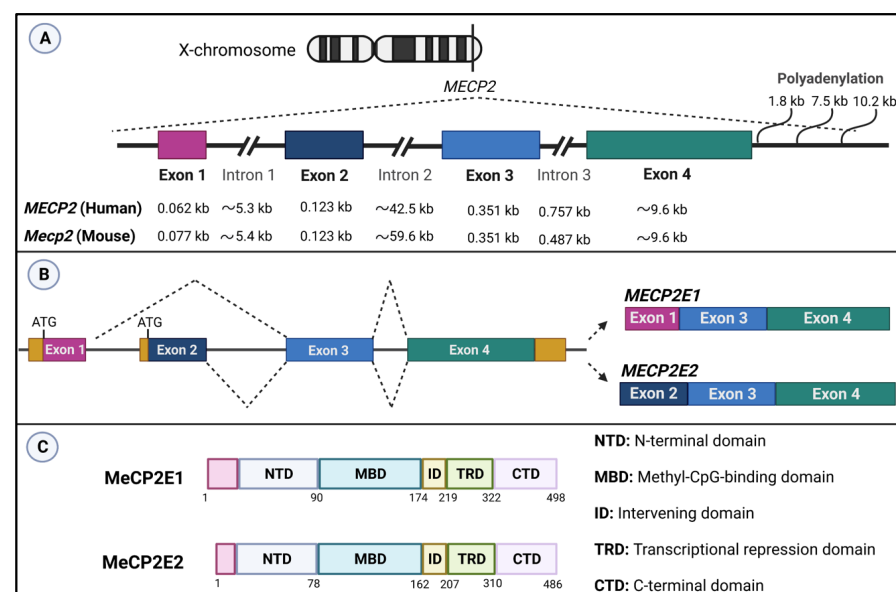 A
X-chromosome
MECP2
Polyadenylation
1.8 kb 7.5 kb 10.2 kb
Exon 1 Intron 1 Exon 2 Intron 2 Exon 3 Intron 3 Exon 4
MECP2 (Human) 0.062 kb ~5.3 kb 0.123 kb ~42.5 kb 0.351 kb 0.757 kb ~9.6 kb
Mecp2 (Mouse) 0.077 kb ~5.4 kb 0.123 kb ~59.6 kb 0.351 kb 0.487 kb ~9.6 kb
B
ATG ATG
Exon 1 Exon 2 Exon 3 Exon 4
MECP2E1
Exon 1 Exon 3 Exon 4
MECP2E2
Exon 2 Exon 3 Exon 4
C
MeCP2E1 NTD MBD ID TRD CTD
1 90 174 219 322 498
MeCP2E2 NTD MBD ID TRD CTD
1 78 162 207 310 486
NTD: N-terminal domain
MBD: Methyl-CpG-binding domain
ID: Intervening domain
TRD: Transcriptional repression domain
CTD: C-terminal domain